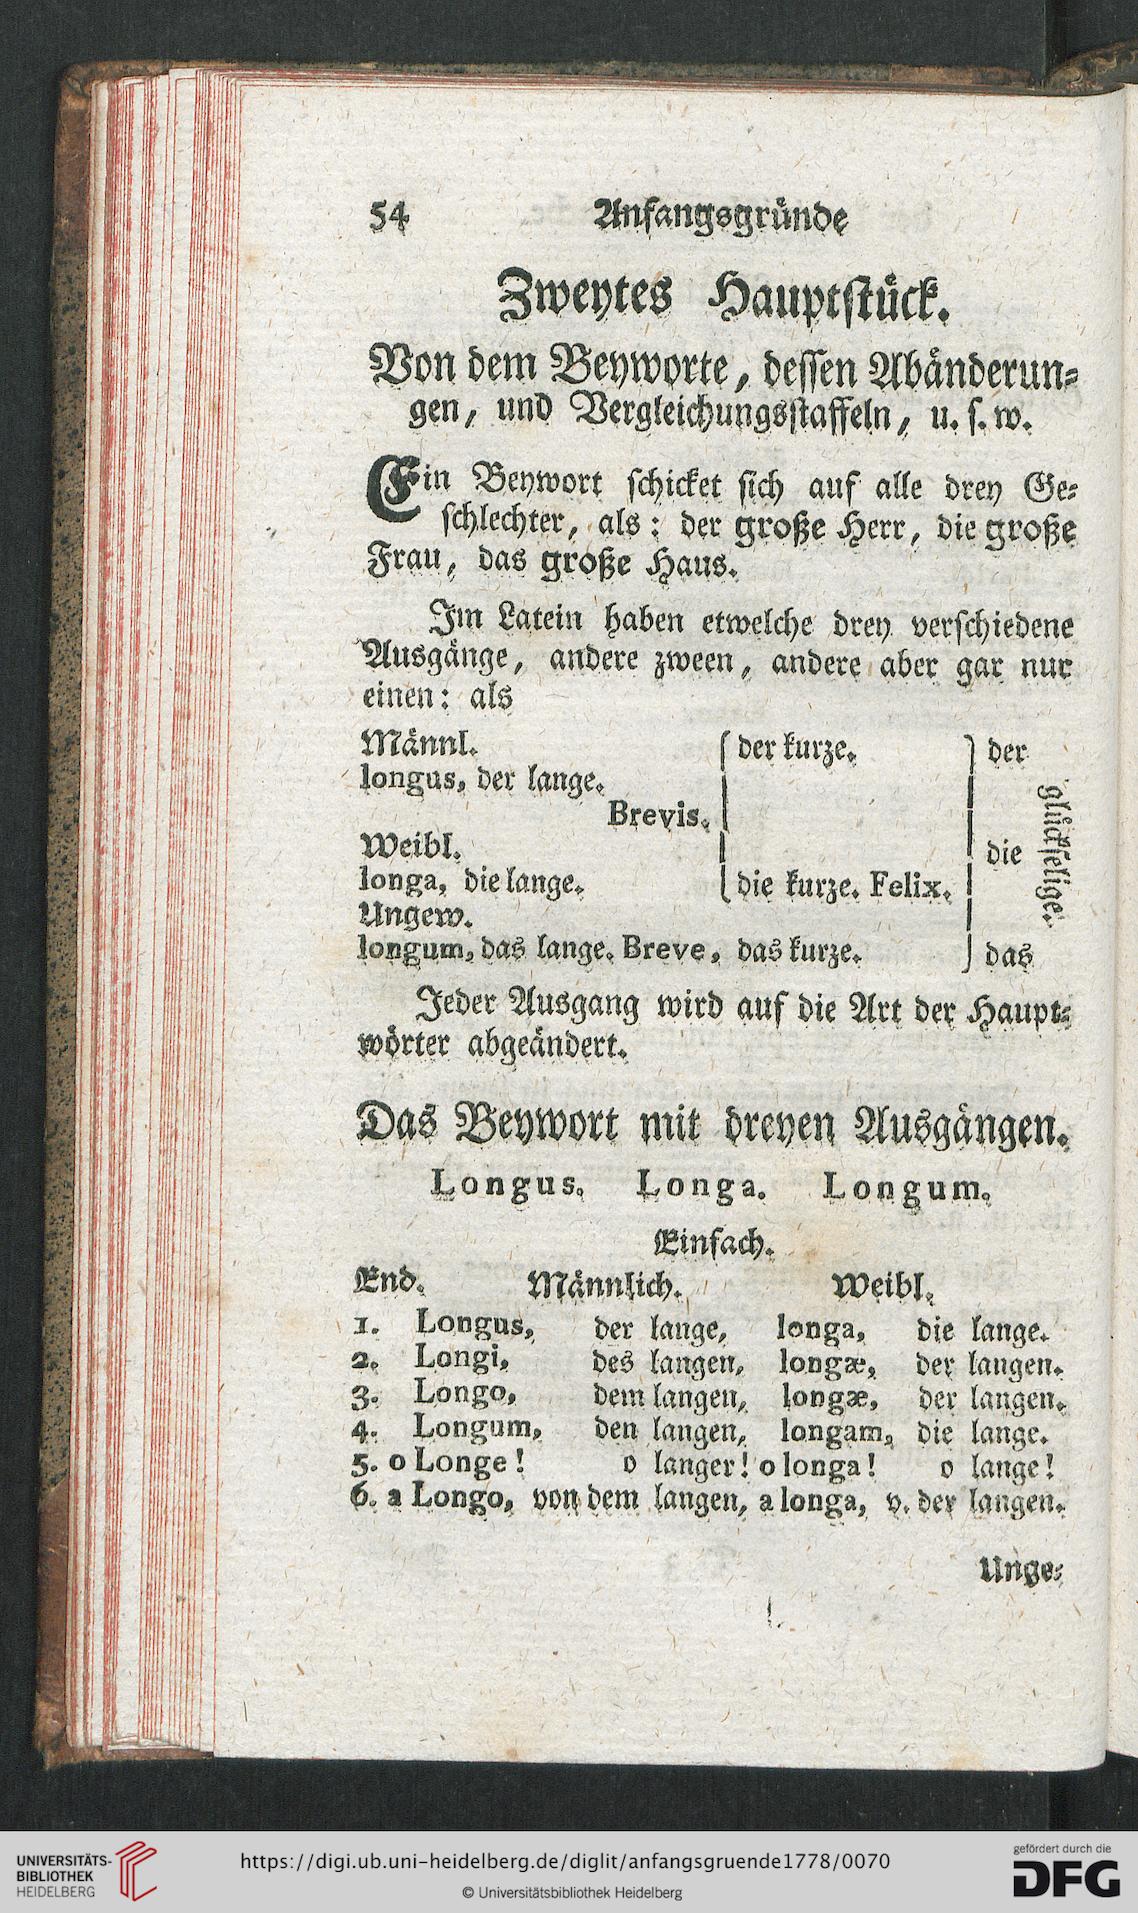 54 Anfangsgründe
Zweytes Hauptstück.
Von dem Beyworte, dessen Abänderun-
gen, und Vergleichungsstaffeln, u. s. w.
Ein Beywort schicket sich auf alle drey Ge-
schlechter, als: der große Herr, die große
Frau, das große Haus.
Im Latein haben etwelche drey verschiedene
Ausgänge, andere zween, andere aber gar nur
einen: als
Männl. der kurze. der
longus, der lange.
Brevis.
Weibl. die glückselige.
longa, die lange. die kurze. Felix.
Ungew.
longum, das lange. Breve, das kurze. das
Jeder Ausgang wird auf die Art der Haupt-
wörter abgeändert.
Das Beywort mit dreyen Ausgängen.
Longus. Longa. Longum.
Einfach.
End. Männlich. Weibl.
1. Longus, der lange, longa, die lange.
2. Longi, des langen, longæ, der langen.
3. Longo, dem langen, longæ, der langen.
4. Longum, den langen, longam, die lange.
5. o Longe! o langer! o longa! o lange!
6. a Longo, von dem langen, a longa, v. der langen.
Unge-
UNIVERSITÄTS-
BIBLIOTHEK
HEIDELBERG
https://digi.ub.uni-heidelberg.de/diglit/anfangsgruende1778/0070
© Universitätsbibliothek Heidelberg
gefördert durch die
DFG